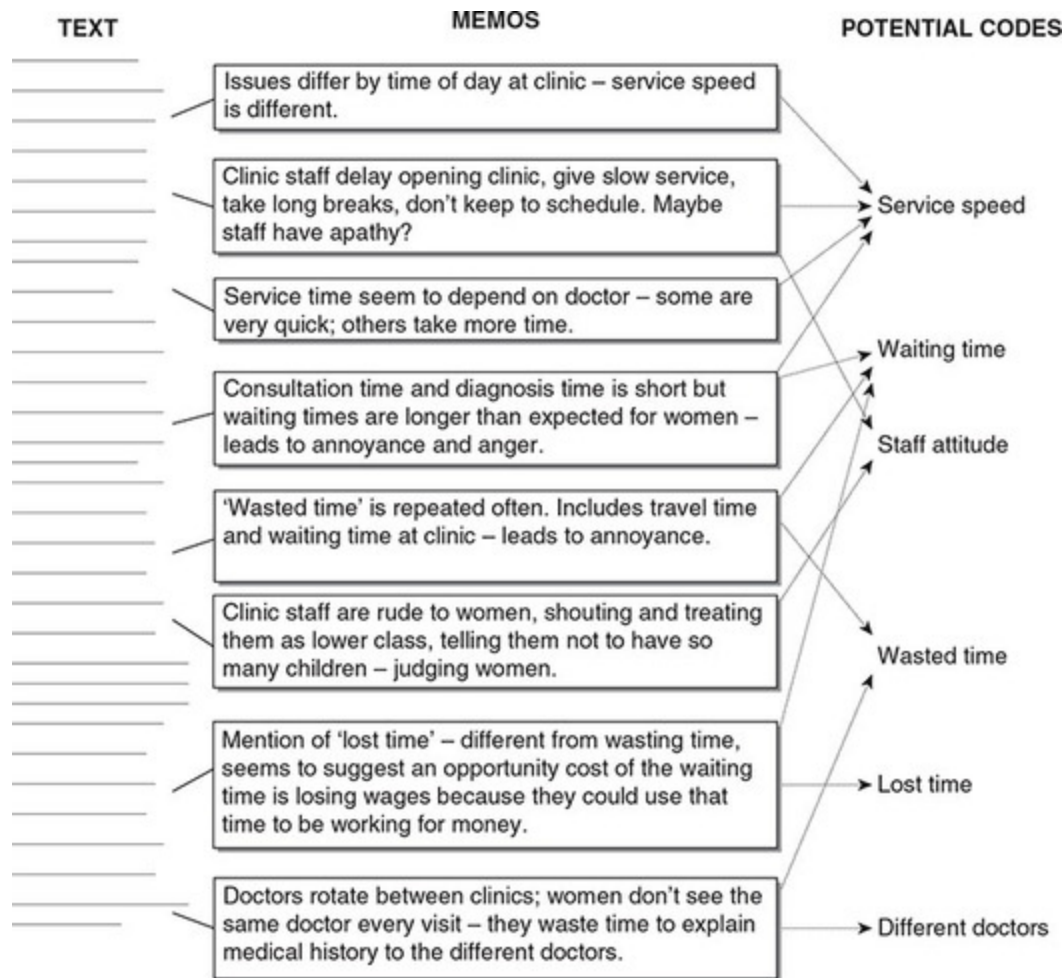 TEXT
MEMOS
POTENTIAL CODES
Issues differ by time of day at clinic – service speed
is different.
Clinic staff delay opening clinic, give slow service,
take long breaks, don't keep to schedule. Maybe
staff have apathy?
Service time seem to depend on doctor – some are
very quick; others take more time.
Consultation time and diagnosis time is short but
waiting times are longer than expected for women –
leads to annoyance and anger.
‘Wasted time’ is repeated often. Includes travel time
and waiting time at clinic – leads to annoyance.
Clinic staff are rude to women, shouting and treating
them as lower class, telling them not to have so
many children – judging women.
Mention of ‘lost time’ – different from wasting time,
seems to suggest an opportunity cost of the waiting
time is losing wages because they could use that
time to be working for money.
Doctors rotate between clinics; women don't see the
same doctor every visit – they waste time to explain
medical history to the different doctors.
Service speed
Waiting time
Staff attitude
Wasted time
Lost time
Different doctors